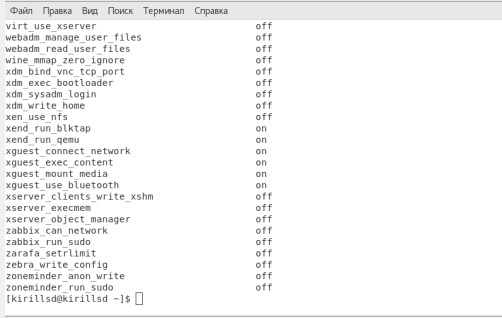 Файл Правка Вид Поиск Терминал Справка
virt_use_xserver off
webadm_manage_user_files off
webadm_read_user_files off
wine_mmap_zero_ignore off
xdm_bind_vnc_tcp_port off
xdm_exec_bootloader off
xdm_sysadm_login off
xdm_write_home off
xen_use_nfs off
xend_run_blktap on
xend_run_qemu on
xguest_connect_network on
xguest_exec_content on
xguest_mount_media on
xguest_use_bluetooth on
xserver_clients_write_xshm off
xserver_execmem off
xserver_object_manager off
zabbix_can_network off
zabbix_run_sudo off
zarafa_setrlimit off
zebra_write_config off
zoneminder_anon_write off
zoneminder_run_sudo off
[kirillsd@kirillsd ~]$